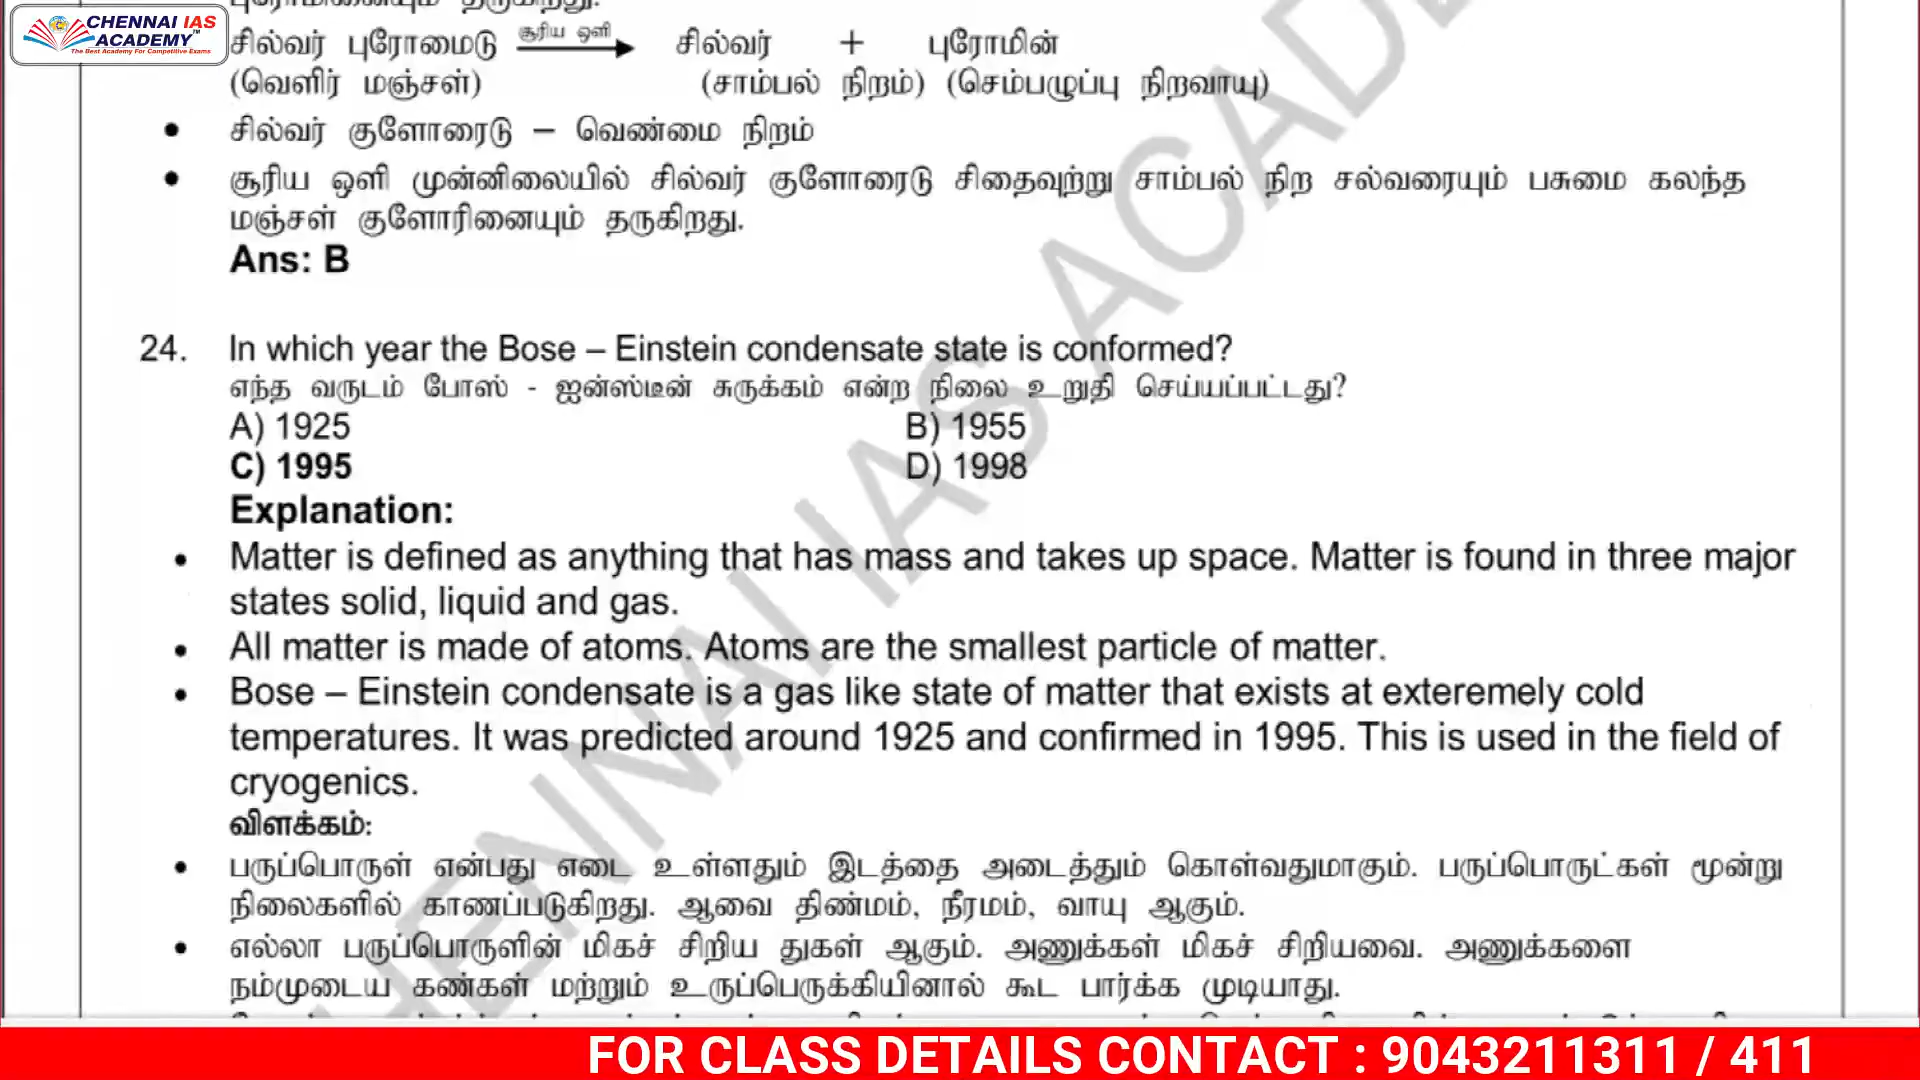 CHENNAI IAS
ACADEMY™
The Best Academy For Competitive Exams
சில்வர் புரோமைடு சூரிய ஒளி சில்வர் + புரோமின்
(வெளிர் மஞ்சள்) (சாம்பல் நிறம்) (செம்பழுப்பு நிறவாயு)
• சில்வர் குளோரைடு – வெண்மை நிறம்
• சூரிய ஒளி முன்னிலையில் சில்வர் குளோரைடு சிதைவுற்று சாம்பல் நிற சல்வரையும் பசுமை கலந்த
மஞ்சள் குளோரினையும் தருகிறது.
Ans: B
24. In which year the Bose – Einstein condensate state is conformed?
எந்த வருடம் போஸ் - ஐன்ஸ்டீன் சுருக்கம் என்ற நிலை உறுதி செய்யப்பட்டது?
A) 1925 B) 1955
C) 1995 D) 1998
Explanation:
• Matter is defined as anything that has mass and takes up space. Matter is found in three major
states solid, liquid and gas.
• All matter is made of atoms. Atoms are the smallest particle of matter.
• Bose – Einstein condensate is a gas like state of matter that exists at exteremely cold
temperatures. It was predicted around 1925 and confirmed in 1995. This is used in the field of
cryogenics.
விளக்கம்:
• பருப்பொருள் என்பது எடை உள்ளதும் இடத்தை அடைத்தும் கொள்வதுமாகும். பருப்பொருட்கள் மூன்று
நிலைகளில் காணப்படுகிறது. ஆவை திண்மம், நீரமம், வாயு ஆகும்.
• எல்லா பருப்பொருளின் மிகச் சிறிய துகள் ஆகும். அணுக்கள் மிகச் சிறியவை. அணுக்களை
நம்முடைய கண்கள் மற்றும் உருப்பெருக்கியினால் கூட பார்க்க முடியாது.
CHENNAI IAS ACADEMY
FOR CLASS DETAILS CONTACT : 9043211311 / 411